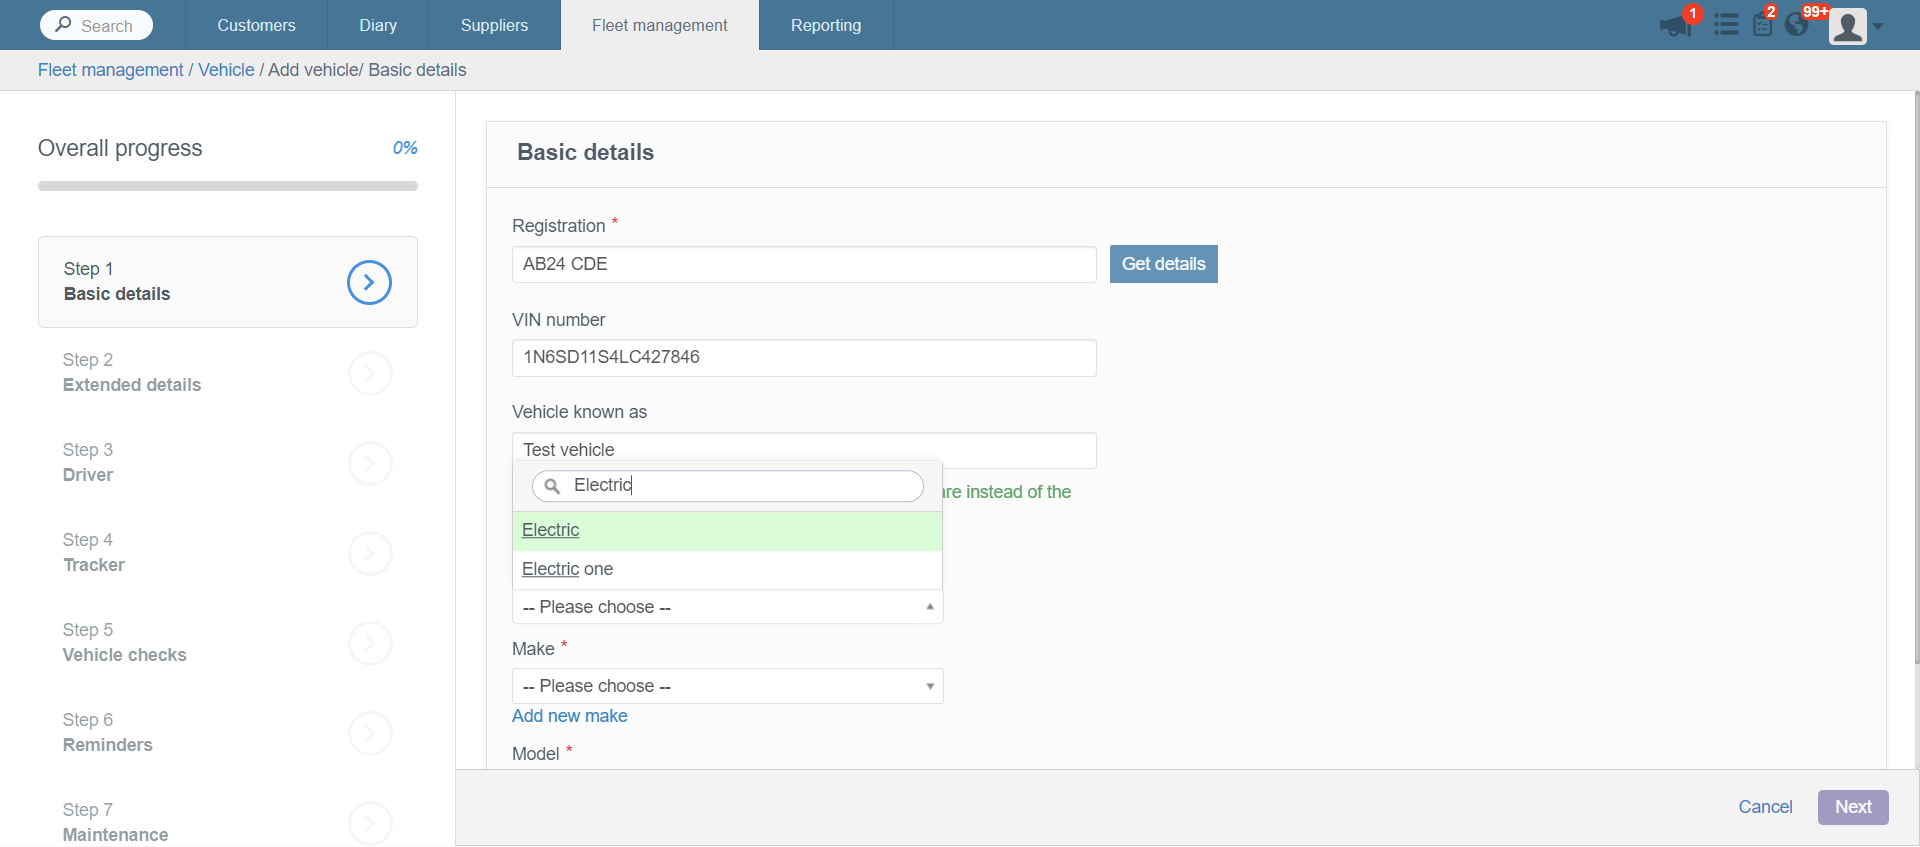 Search
Customers
Diary
Suppliers
Fleet management
Reporting
1
2
99+
Fleet management / Vehicle / Add vehicle/ Basic details
Overall progress
0%
Step 1
Basic details
Step 2
Extended details
Step 3
Driver
Step 4
Tracker
Step 5
Vehicle checks
Step 6
Reminders
Step 7
Maintenance
Basic details
Registration *
AB24 CDE
Get details
VIN number
1N6SD11S4LC427846
Vehicle known as
Test vehicle
Electric
instead of the
Electric
Electric one
-- Please choose --
Make *
-- Please choose --
Add new make
Model *
Cancel
Next